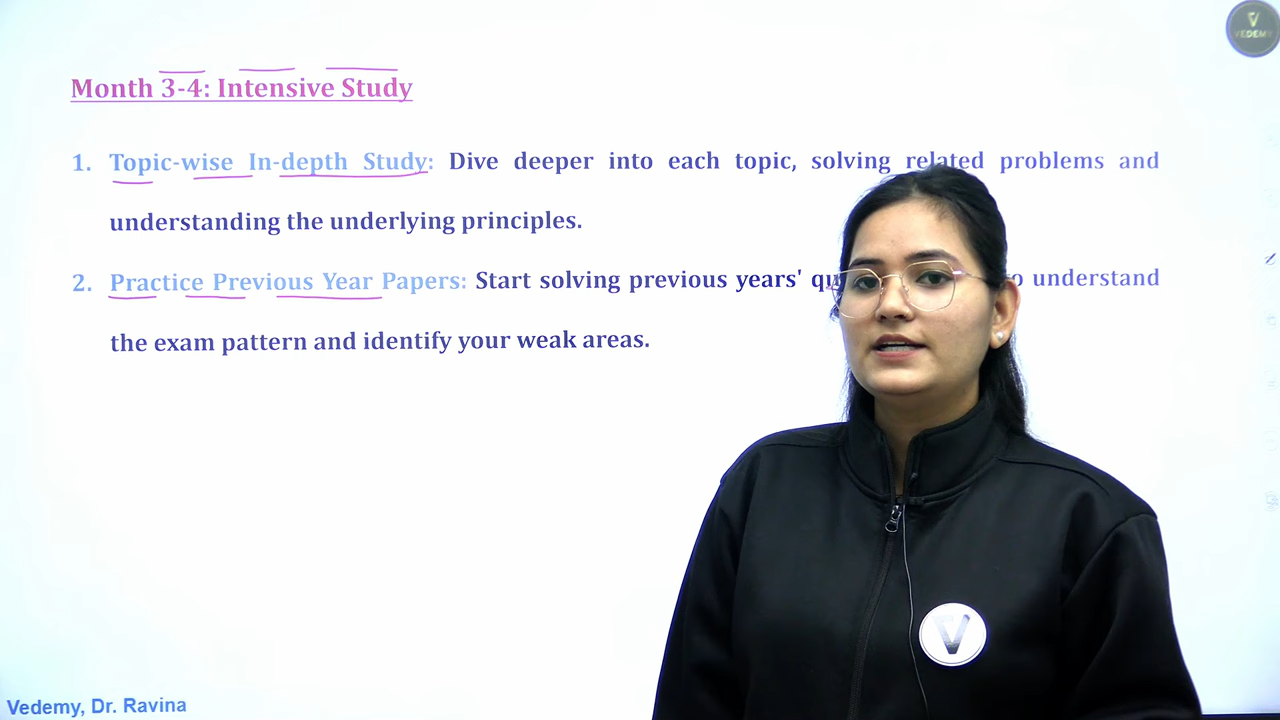 VEDEMY
Month 3-4: Intensive Study
1. Topic-wise In-depth Study: Dive deeper into each topic, solving related problems and
understanding the underlying principles.
2. Practice Previous Year Papers: Start solving previous years' to understand
the exam pattern and identify your weak areas.
V
Vedemy, Dr. Ravina